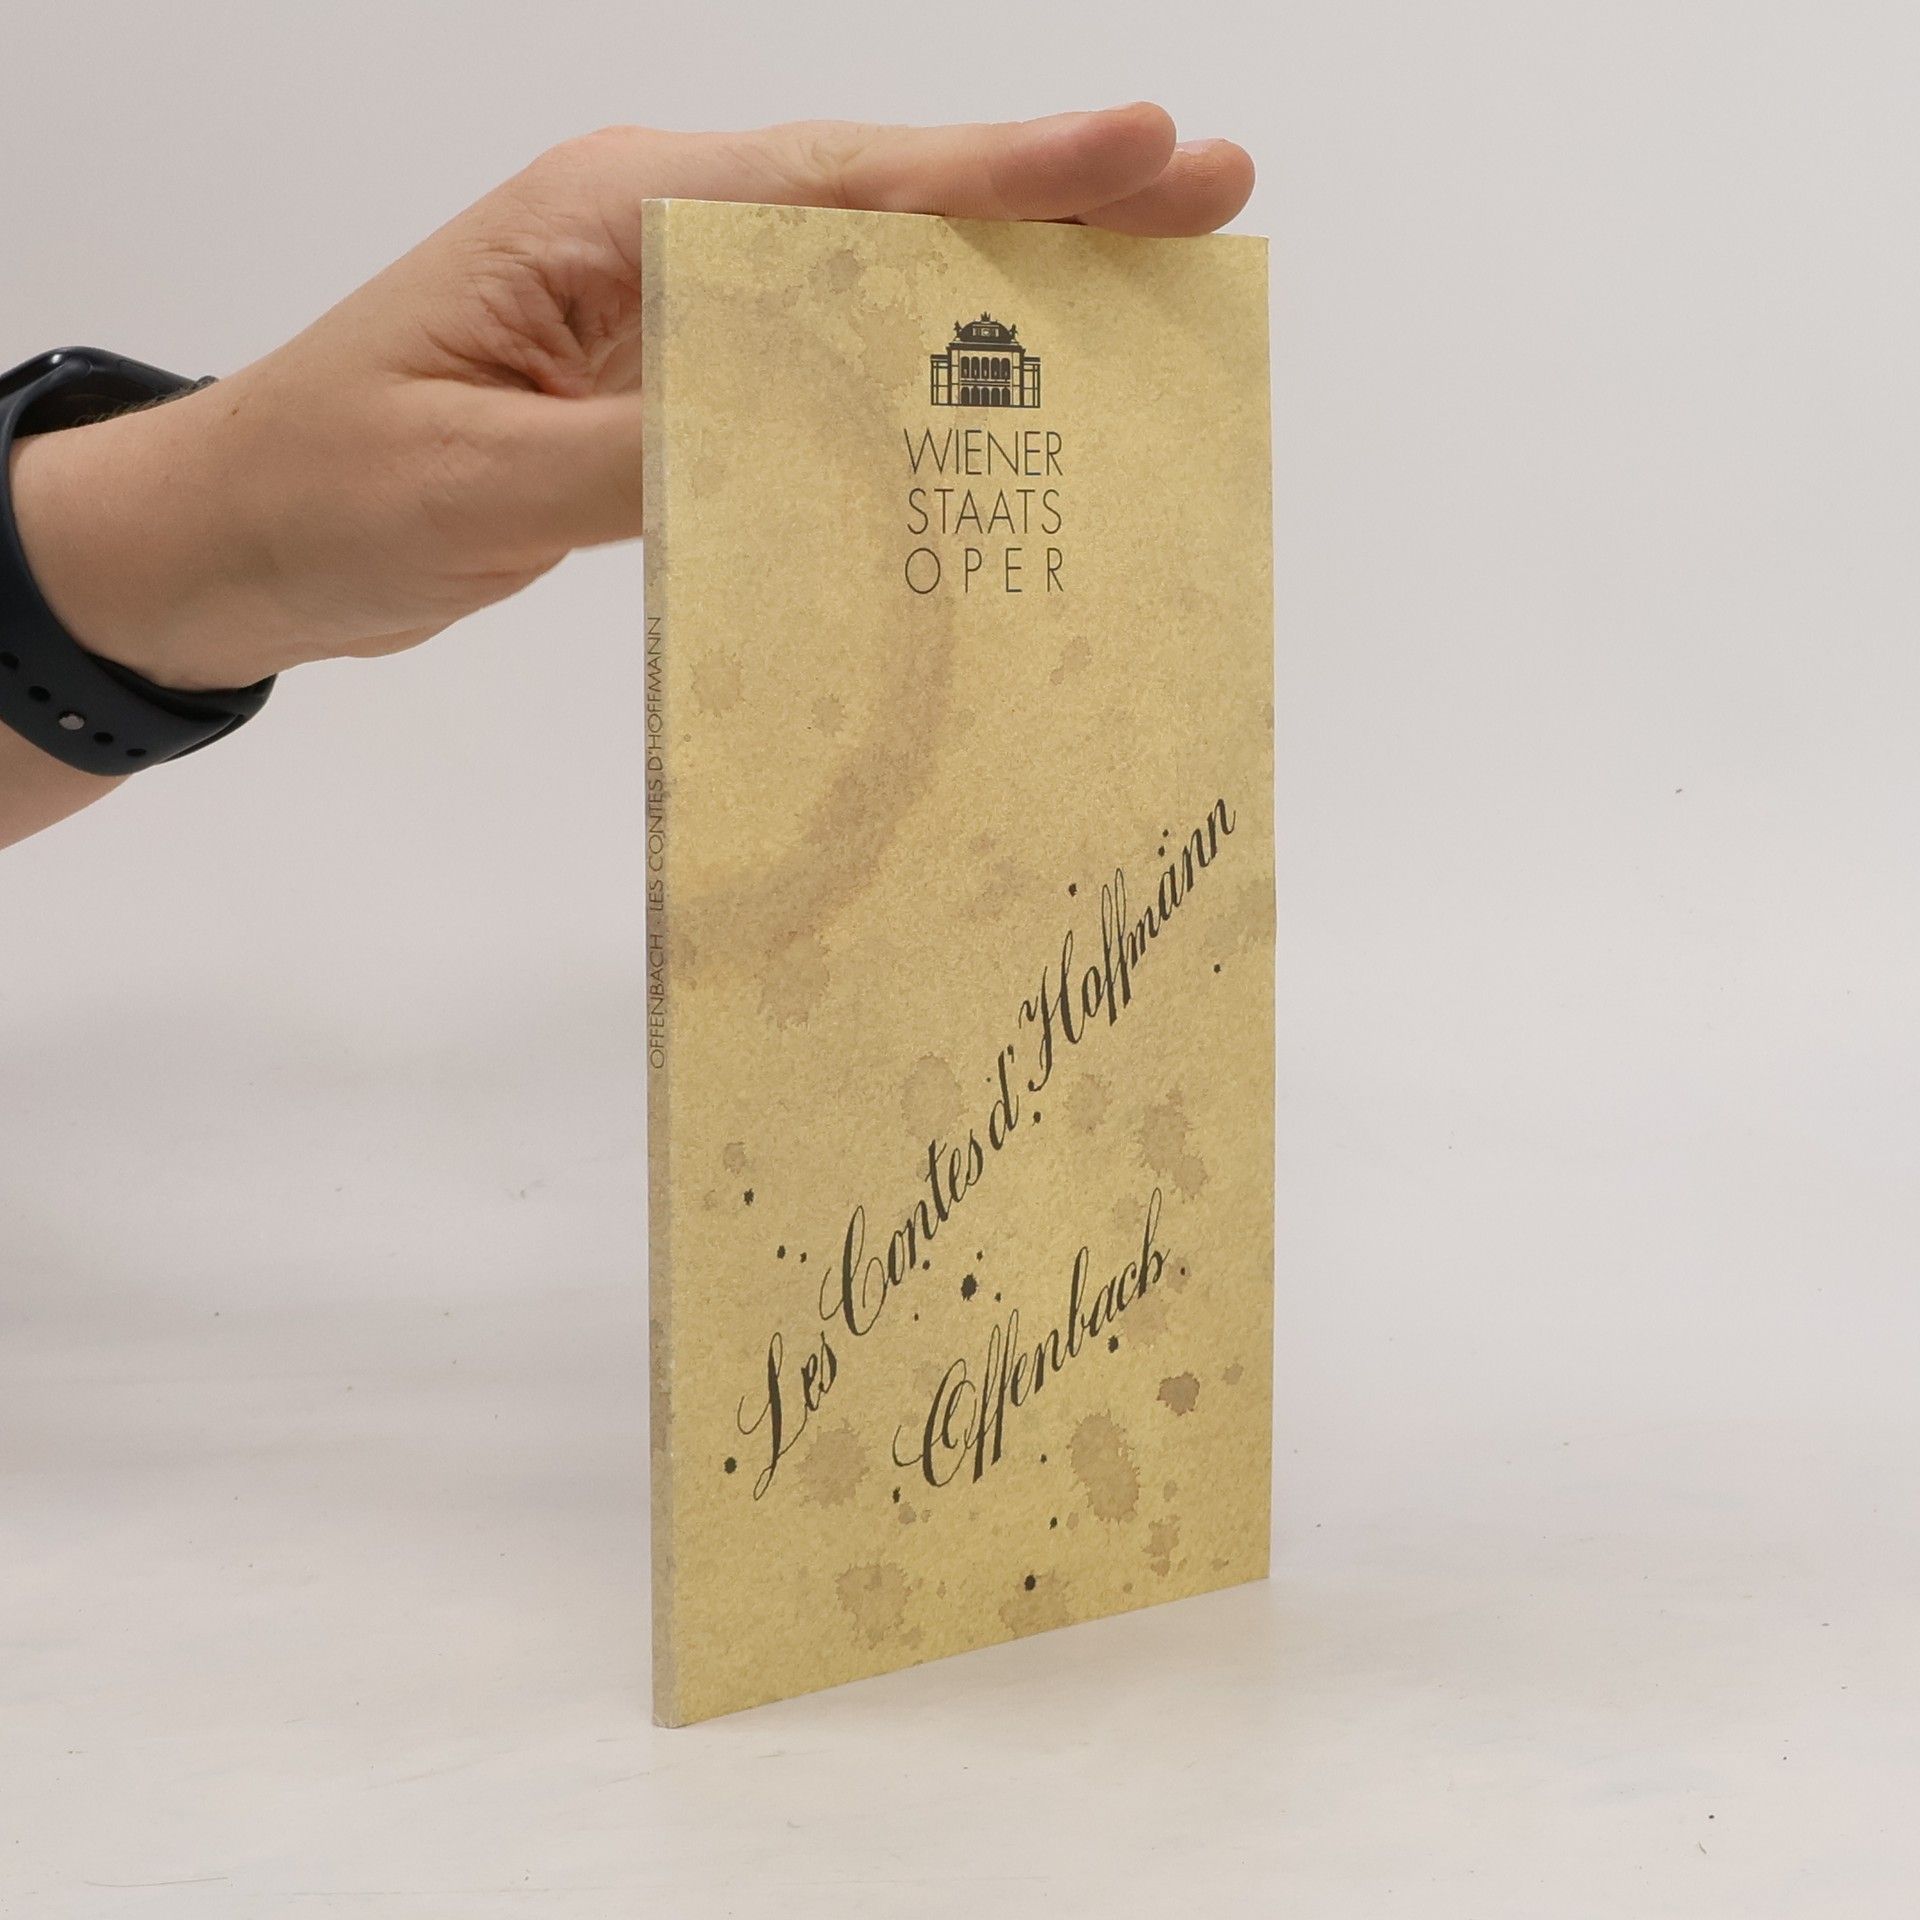 WIENER
STAATS
OPER
Les Contes d'Hoffmann
Offenbach
OFFENBACH · LES CONTES D'HOFFMANN